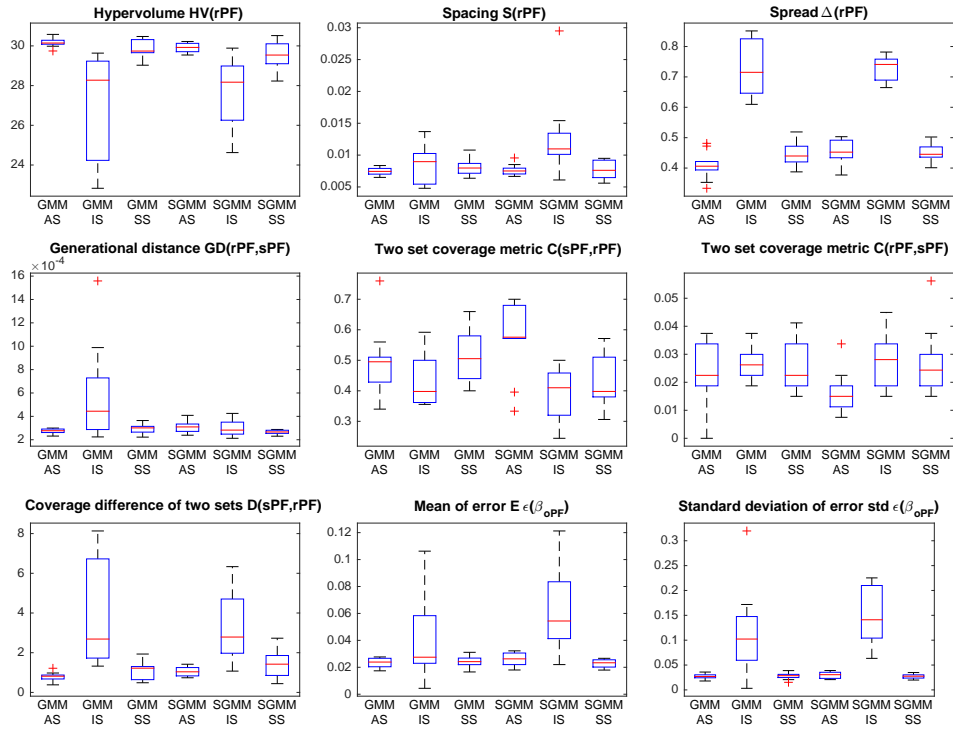 Hypervolume HV(rPF)
30
28
26
24
GMM GMM GMM SGMM SGMM SGMM
AS IS SS AS IS SS
Spacing S(rPF)
0.03
0.025
0.02
0.015
0.01
0.005
GMM GMM GMM SGMM SGMM SGMM
AS IS SS AS IS SS
Spread Δ(rPF)
0.8
0.7
0.6
0.5
0.4
GMM GMM GMM SGMM SGMM SGMM
AS IS SS AS IS SS
Generational distance GD(rPF,sPF)
×10⁻⁴
16
14
12
10
8
6
4
2
GMM GMM GMM SGMM SGMM SGMM
AS IS SS AS IS SS
Two set coverage metric C(sPF,rPF)
0.7
0.6
0.5
0.4
0.3
GMM GMM GMM SGMM SGMM SGMM
AS IS SS AS IS SS
Two set coverage metric C(rPF,sPF)
0.05
0.04
0.03
0.02
0.01
0
GMM GMM GMM SGMM SGMM SGMM
AS IS SS AS IS SS
Coverage difference of two sets D(sPF,rPF)
8
6
4
2
0
GMM GMM GMM SGMM SGMM SGMM
AS IS SS AS IS SS
Mean of error E ϵ(β_oPF)
0.12
0.1
0.08
0.06
0.04
0.02
0
GMM GMM GMM SGMM SGMM SGMM
AS IS SS AS IS SS
Standard deviation of error std ϵ(β_oPF)
0.3
0.25
0.2
0.15
0.1
0.05
0
GMM GMM GMM SGMM SGMM SGMM
AS IS SS AS IS SS